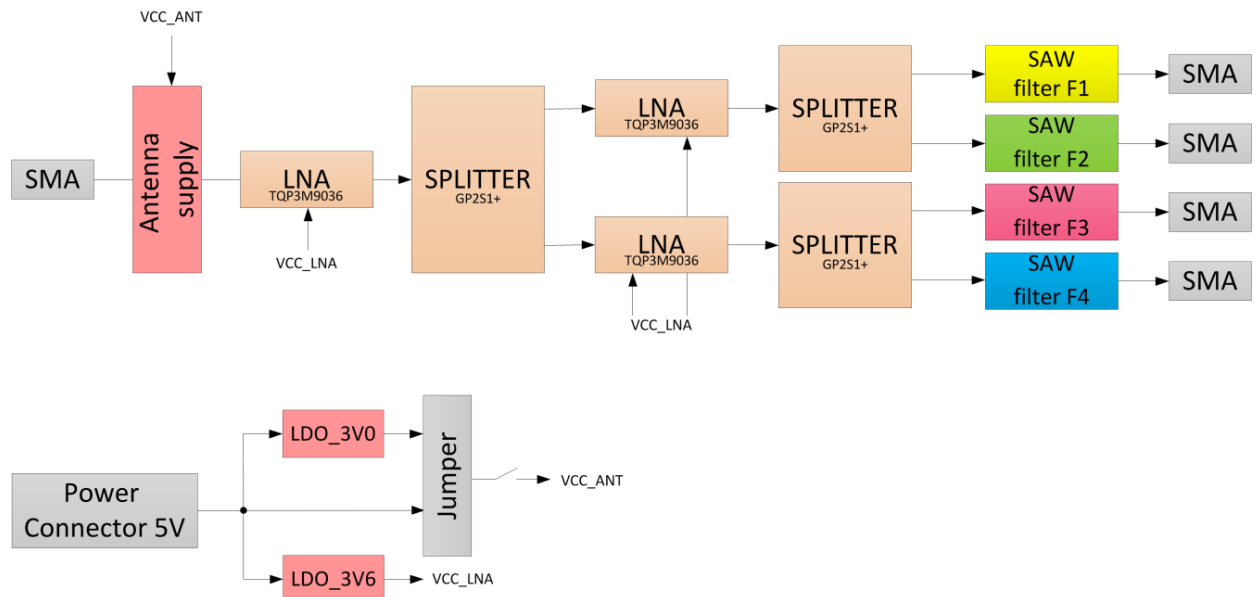 VCC_ANT
SMA
Antenna
supply
LNA
TQP3M9036
VCC_LNA
SPLITTER
GP2S1+
LNA
TQP3M9036
LNA
TQP3M9036
VCC_LNA
SPLITTER
GP2S1+
SPLITTER
GP2S1+
SAW
filter F1
SMA
SAW
filter F2
SMA
SAW
filter F3
SMA
SAW
filter F4
SMA
Power
Connector 5V
LDO_3V0
LDO_3V6
Jumper
VCC_ANT
VCC_LNA